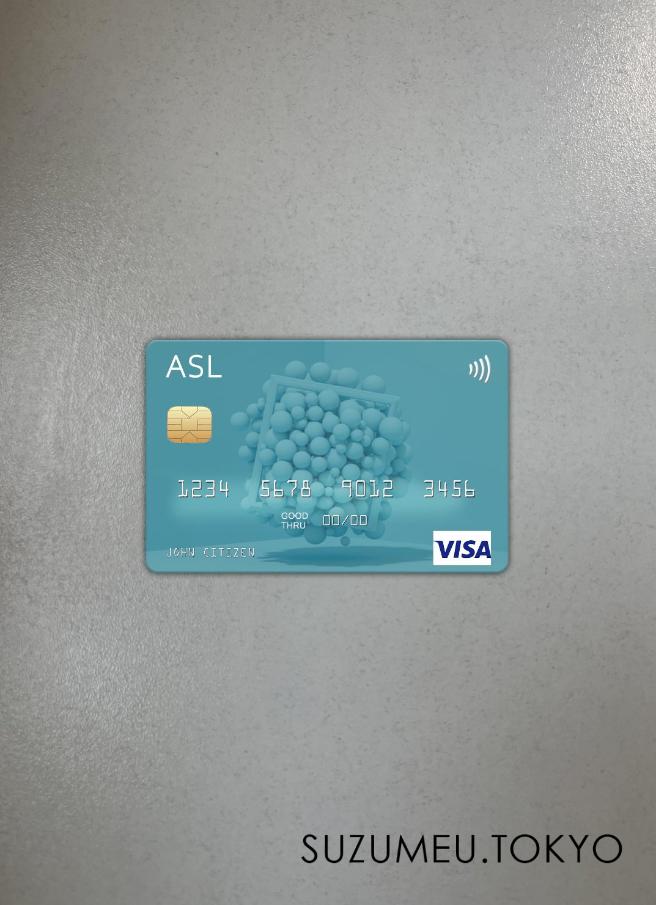 ASL
1234 5678 9012 3456
GOOD
THRU 00/00
JOHN CITIZEN
VISA
SUZUMEU.TOKYO